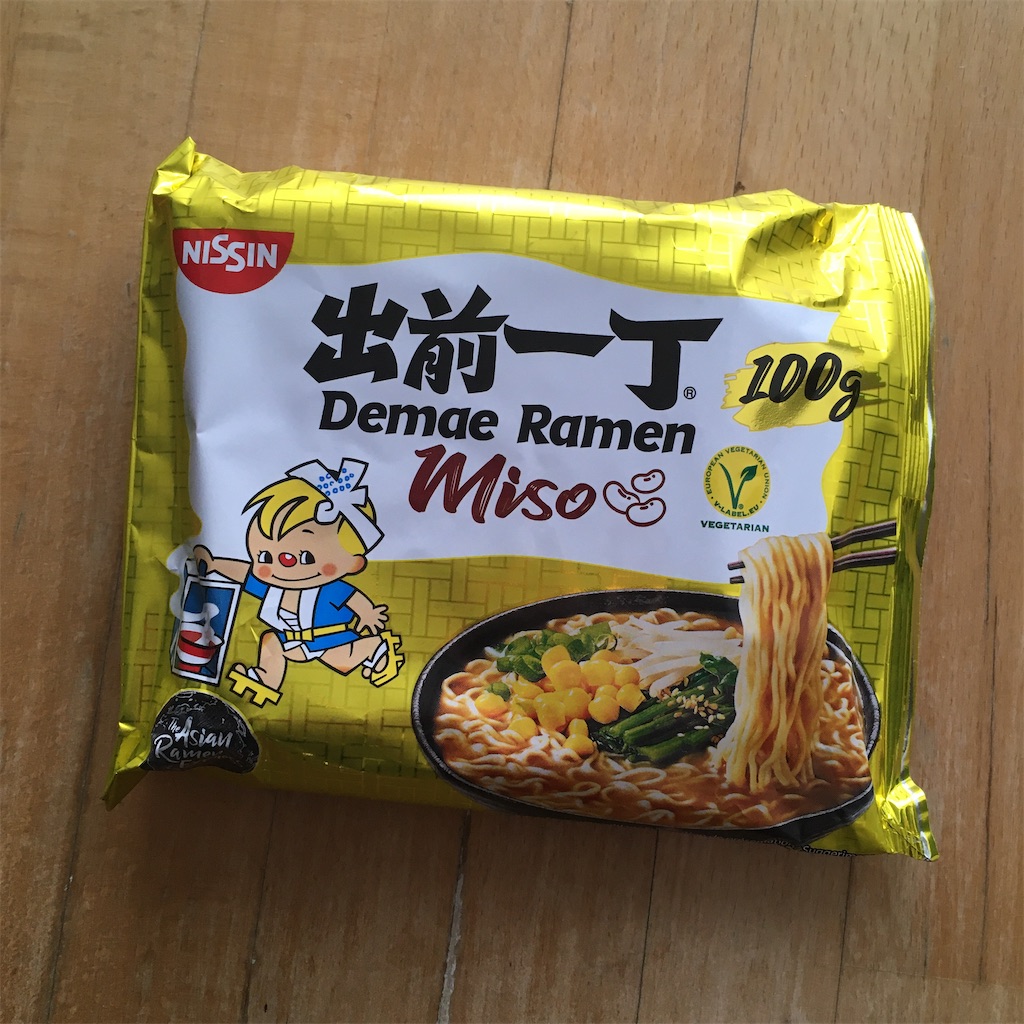 NISSIN
出前一丁®
100g
Demae Ramen
Miso
EUROPEAN VEGETARIAN UNION
V-LABEL.EU
VEGETARIAN
The Asian
Ramen